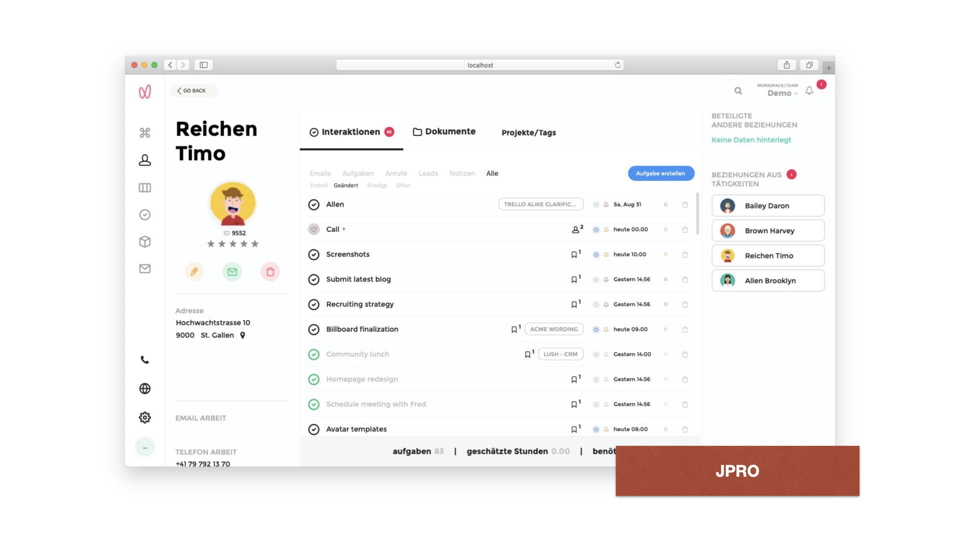 localhost
GO BACK
WORKSPACE/TEAM
Demo
Reichen
Timo
ID 9552
Adresse
Hochwachtstrasse 10
9000 St. Gallen
EMAIL ARBEIT
TELEFON ARBEIT
+41 79 792 13 70
Interaktionen
Dokumente
Projekte/Tags
Emails Aufgaben Anrufe Leads Notizen Alle
Erstellt Geändert Erledigt Offen
Aufgabe erstellen
Allen TRELLO ALIKE CLARIFIC... Sa, Aug 31
Call 2 heute 00:00
Screenshots 1 heute 10:00
Submit latest blog 1 Gestern 14:56
Recruiting strategy 1 Gestern 14:56
Billboard finalization 1 ACME WORDING heute 09:00
Community lunch 1 LUSH - CRM Gestern 14:00
Homepage redesign 1 Gestern 14:56
Schedule meeting with Fred 1 Gestern 14:56
Avatar templates 1 heute 08:00
aufgaben 83 | geschätzte Stunden 0.00 | benöt
BETEILIGTE
ANDERE BEZIEHUNGEN
Keine Daten hinterlegt
BEZIEHUNGEN AUS
TÄTIGKEITEN
Bailey Daron
Brown Harvey
Reichen Timo
Allen Brooklyn
JPRO